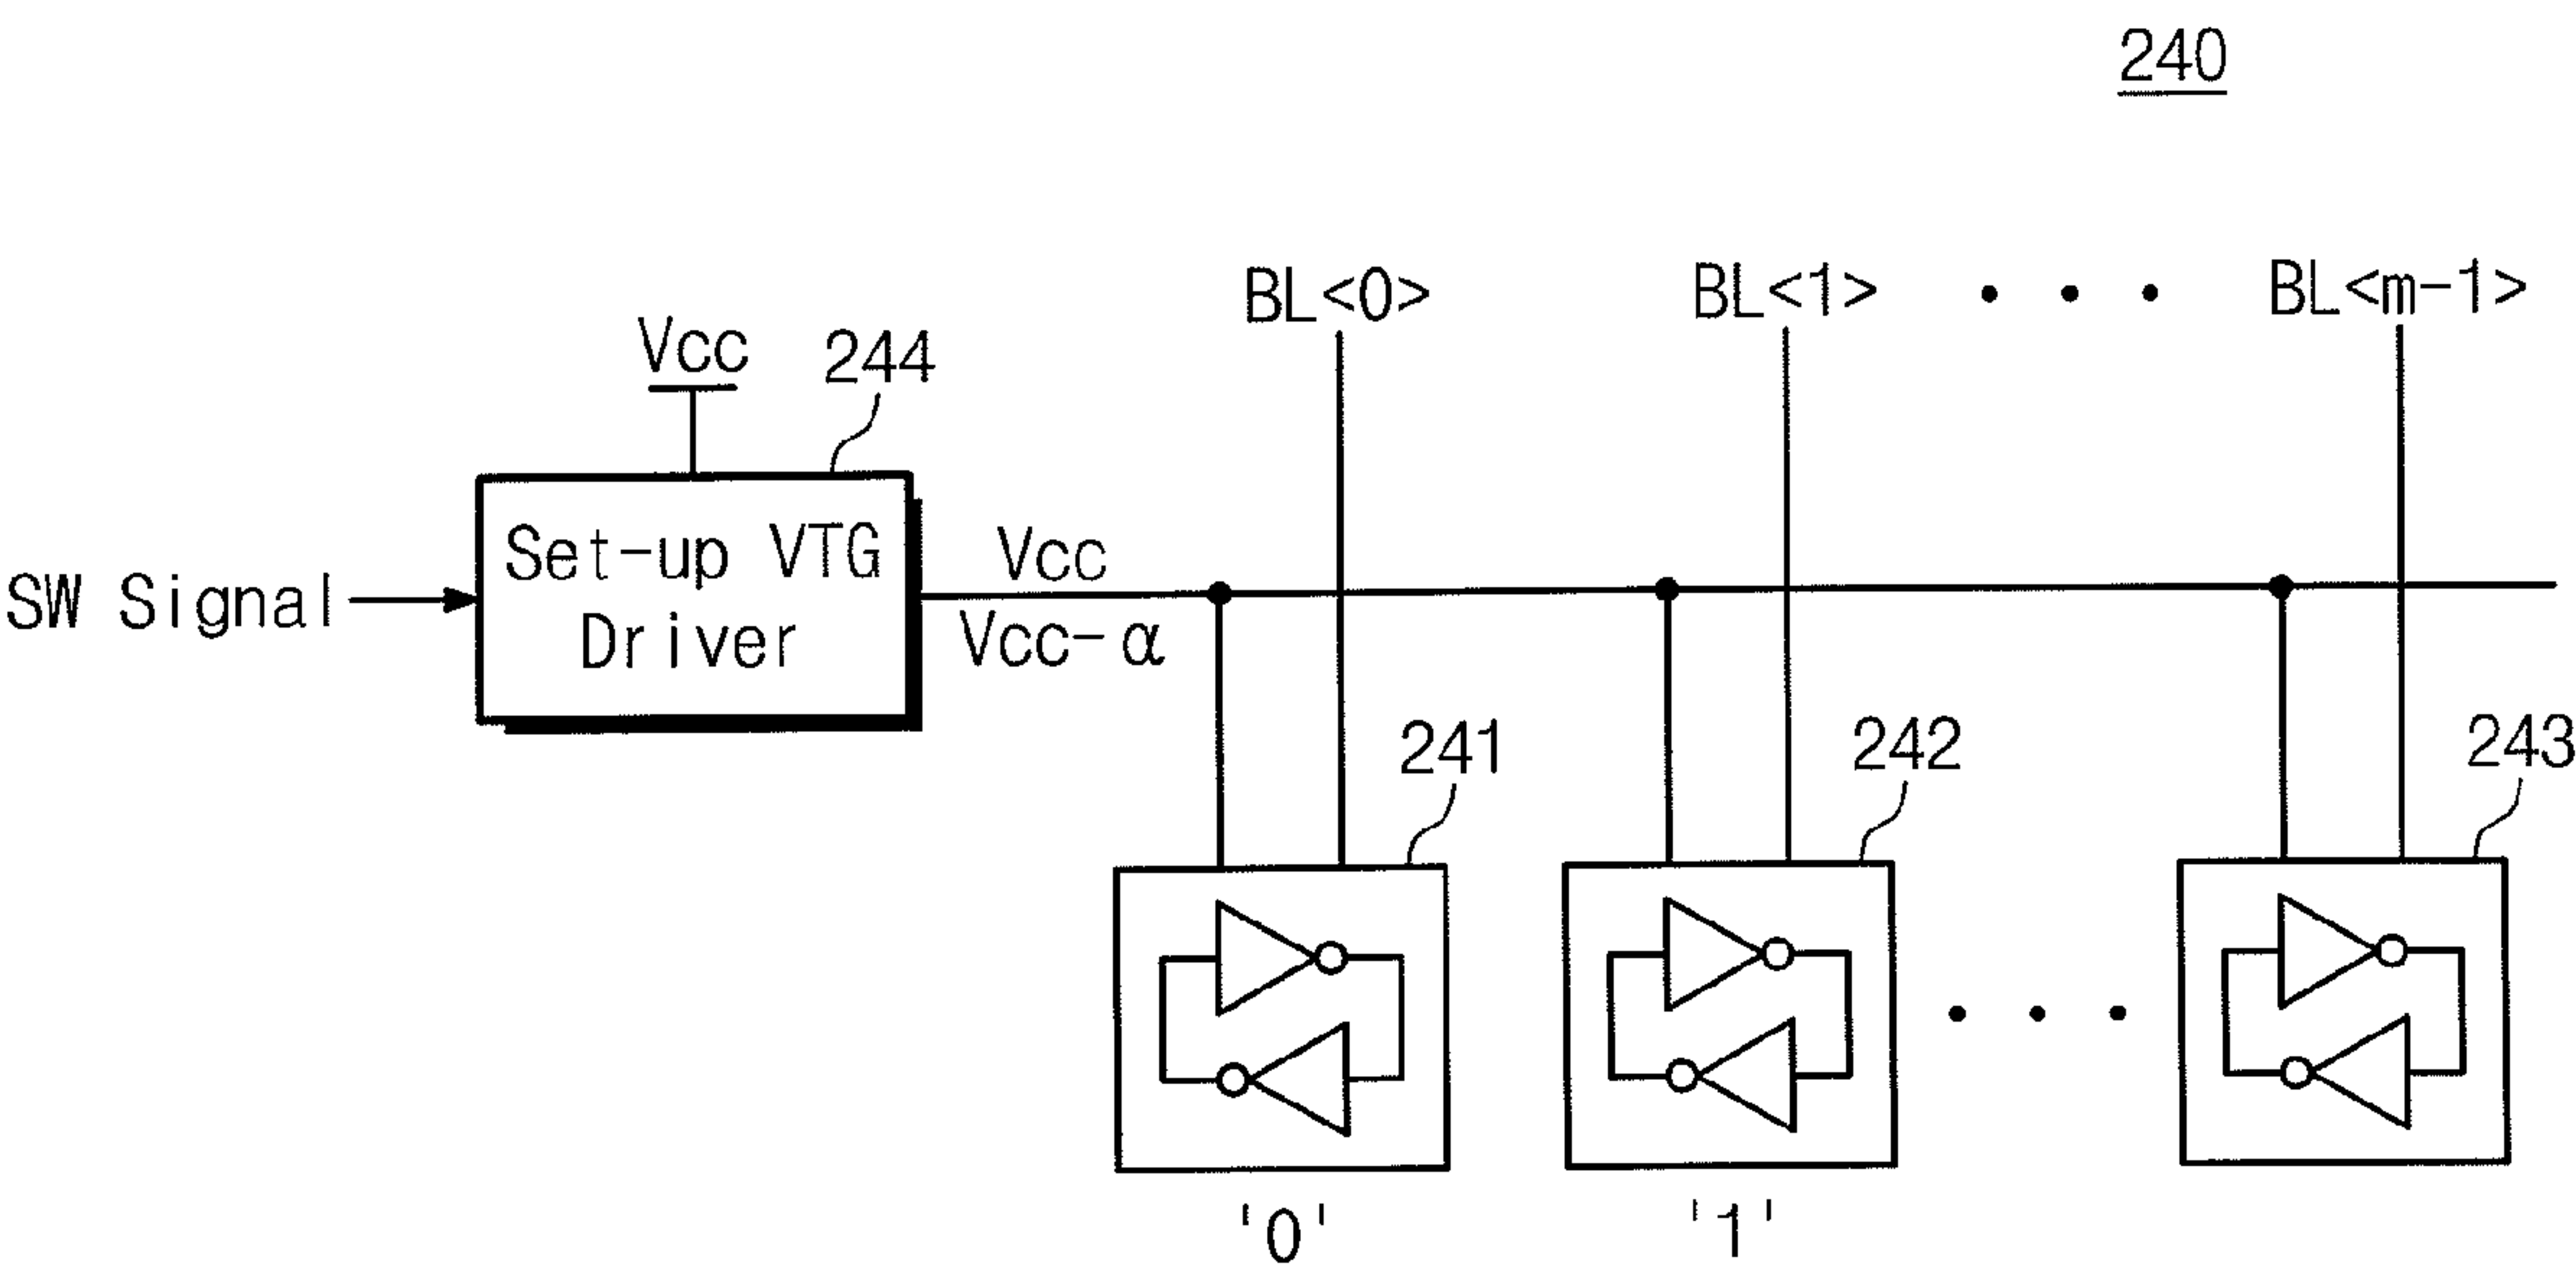 240
BL<0>
BL<1>
BL<m-1>
Vcc
244
Set-up VTG
Driver
SW Signal
Vcc
Vcc-α
241
242
243
'0'
'1'